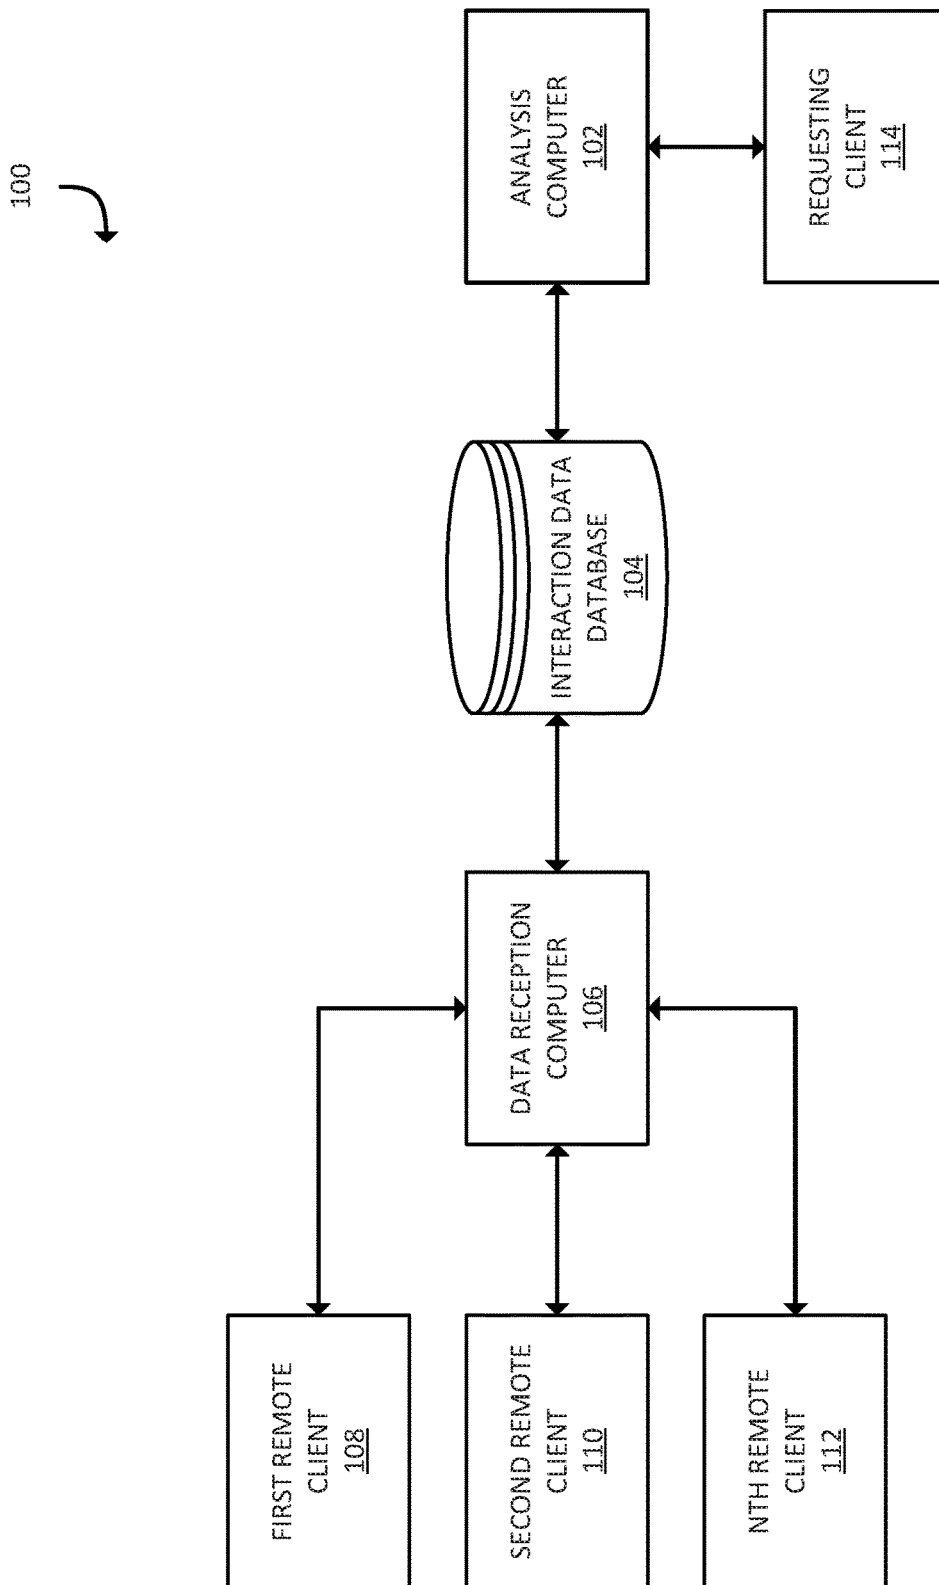 100
FIRST REMOTE
CLIENT
108
SECOND REMOTE
CLIENT
110
NTH REMOTE
CLIENT
112
DATA RECEPTION
COMPUTER
106
INTERACTION DATA
DATABASE
104
ANALYSIS
COMPUTER
102
REQUESTING
CLIENT
114